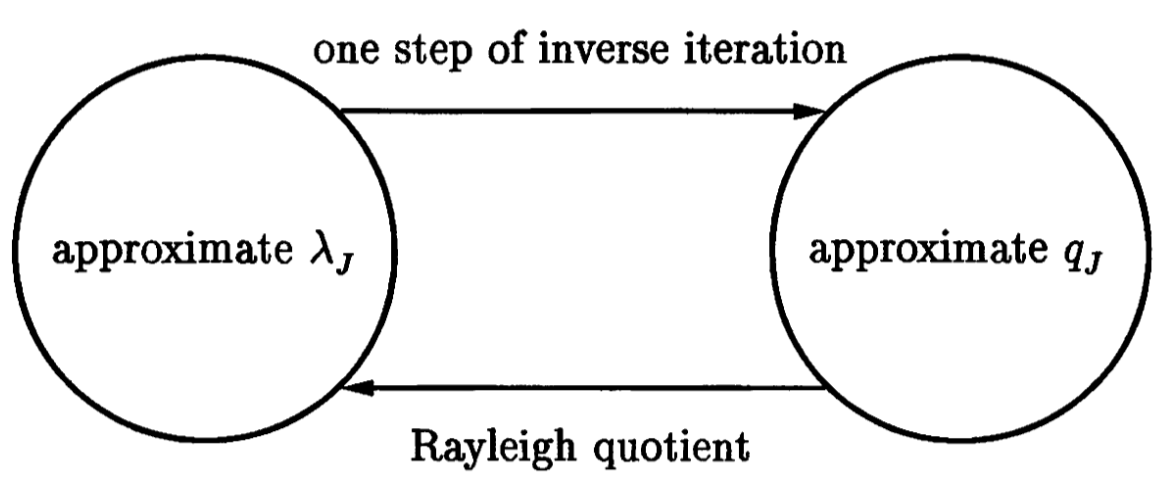 one step of inverse iteration
approximate λ_J
approximate q_J
Rayleigh quotient